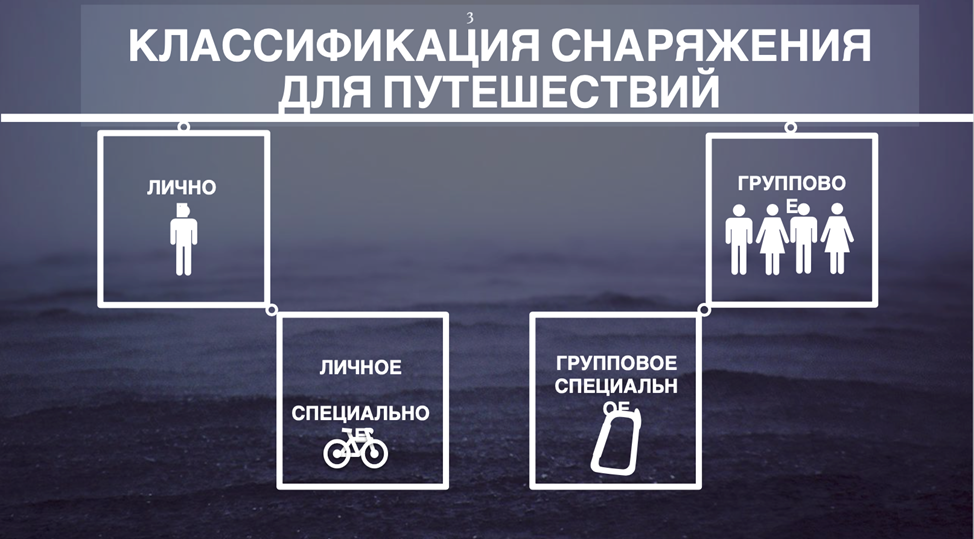 3
КЛАССИФИКАЦИЯ СНАРЯЖЕНИЯ
ДЛЯ ПУТЕШЕСТВИЙ
ЛИЧНО
ГРУППОВО
Е
ЛИЧНОЕ
СПЕЦИАЛЬНО
Е
ГРУППОВОЕ
СПЕЦИАЛЬН
ОЕ